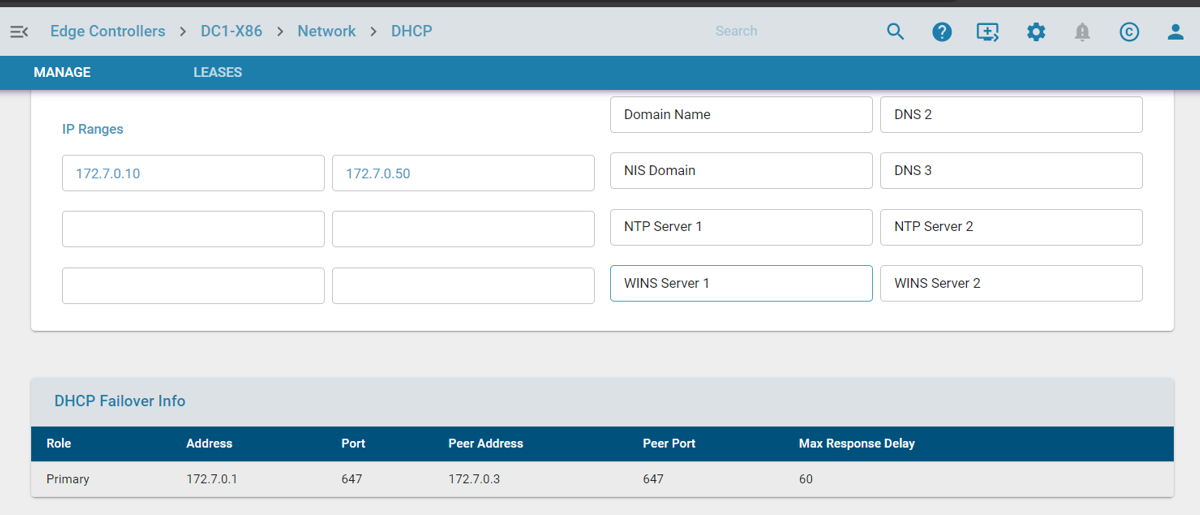 Edge Controllers > DC1-X86 > Network > DHCP
Search
MANAGE LEASES
IP Ranges
172.7.0.10 172.7.0.50
Domain Name DNS 2
NIS Domain DNS 3
NTP Server 1 NTP Server 2
WINS Server 1 WINS Server 2
DHCP Failover Info
Role Address Port Peer Address Peer Port Max Response Delay
Primary 172.7.0.1 647 172.7.0.3 647 60